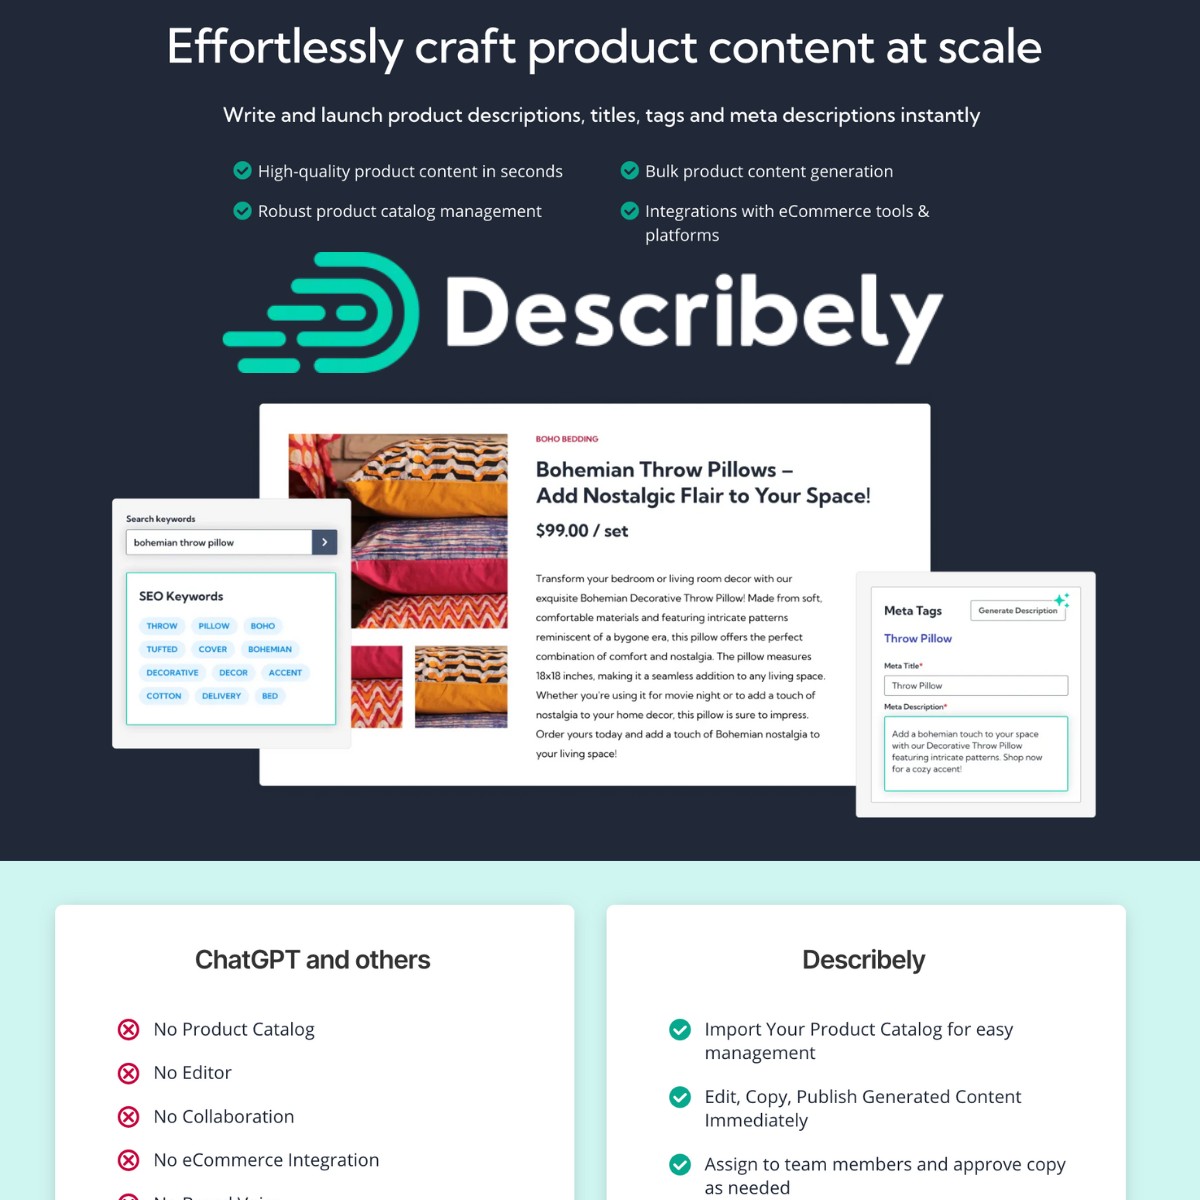 Effortlessly craft product content at scale
Write and launch product descriptions, titles, tags and meta descriptions instantly
High-quality product content in seconds
Bulk product content generation
Robust product catalog management
Integrations with eCommerce tools &
platforms
Describely
BOHO BEDDING
Bohemian Throw Pillows –
Add Nostalgic Flair to Your Space!
$99.00 / set
Transform your bedroom or living room decor with our
exquisite Bohemian Decorative Throw Pillow! Made from soft,
comfortable materials and featuring intricate patterns
reminiscent of a bygone era, this pillow offers the perfect
combination of comfort and nostalgia. The pillow measures
18x18 inches, making it a seamless addition to any living space.
Whether you're using it for movie night or to add a touch of
nostalgia to your home decor, this pillow is sure to impress.
Order yours today and add a touch of Bohemian nostalgia to
your living space!
Search keywords
bohemian throw pillow
SEO Keywords
THROW PILLOW BOHO
TUFTED COVER BOHEMIAN
DECORATIVE DECOR ACCENT
COTTON DELIVERY BED
Meta Tags
Generate Description
Throw Pillow
Meta Title*
Throw Pillow
Meta Description*
Add a bohemian touch to your space
with our Decorative Throw Pillow
featuring intricate patterns. Shop now
for a cozy accent!
ChatGPT and others
No Product Catalog
No Editor
No Collaboration
No eCommerce Integration
Describely
Import Your Product Catalog for easy
management
Edit, Copy, Publish Generated Content
Immediately
Assign to team members and approve copy
as needed